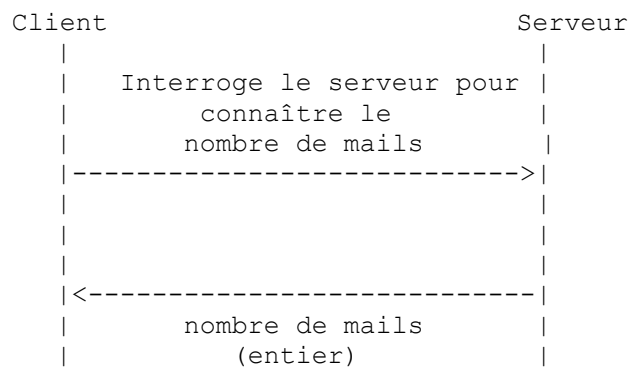 Client Serveur
Interroge le serveur pour
connaître le
nombre de mails
nombre de mails
(entier)